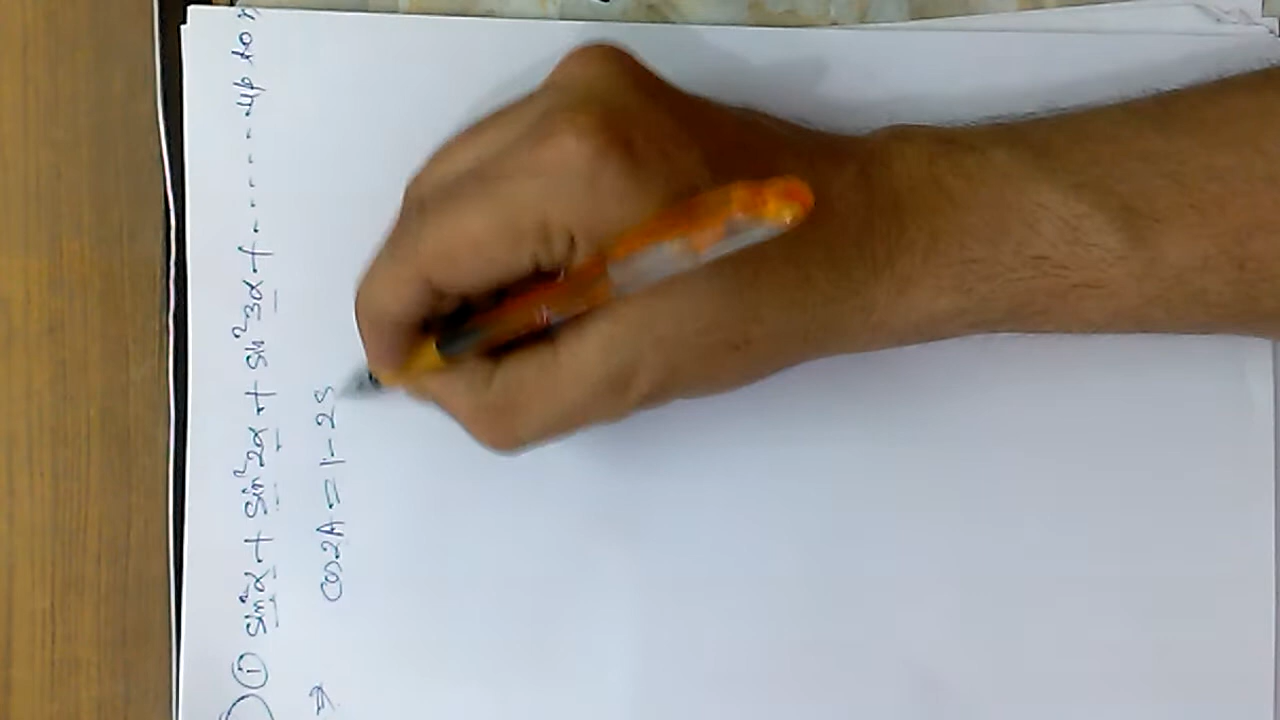 ① sin²α + sin²2α + sin²3α + ....... up to n
⇒ cos2A = 1-2s